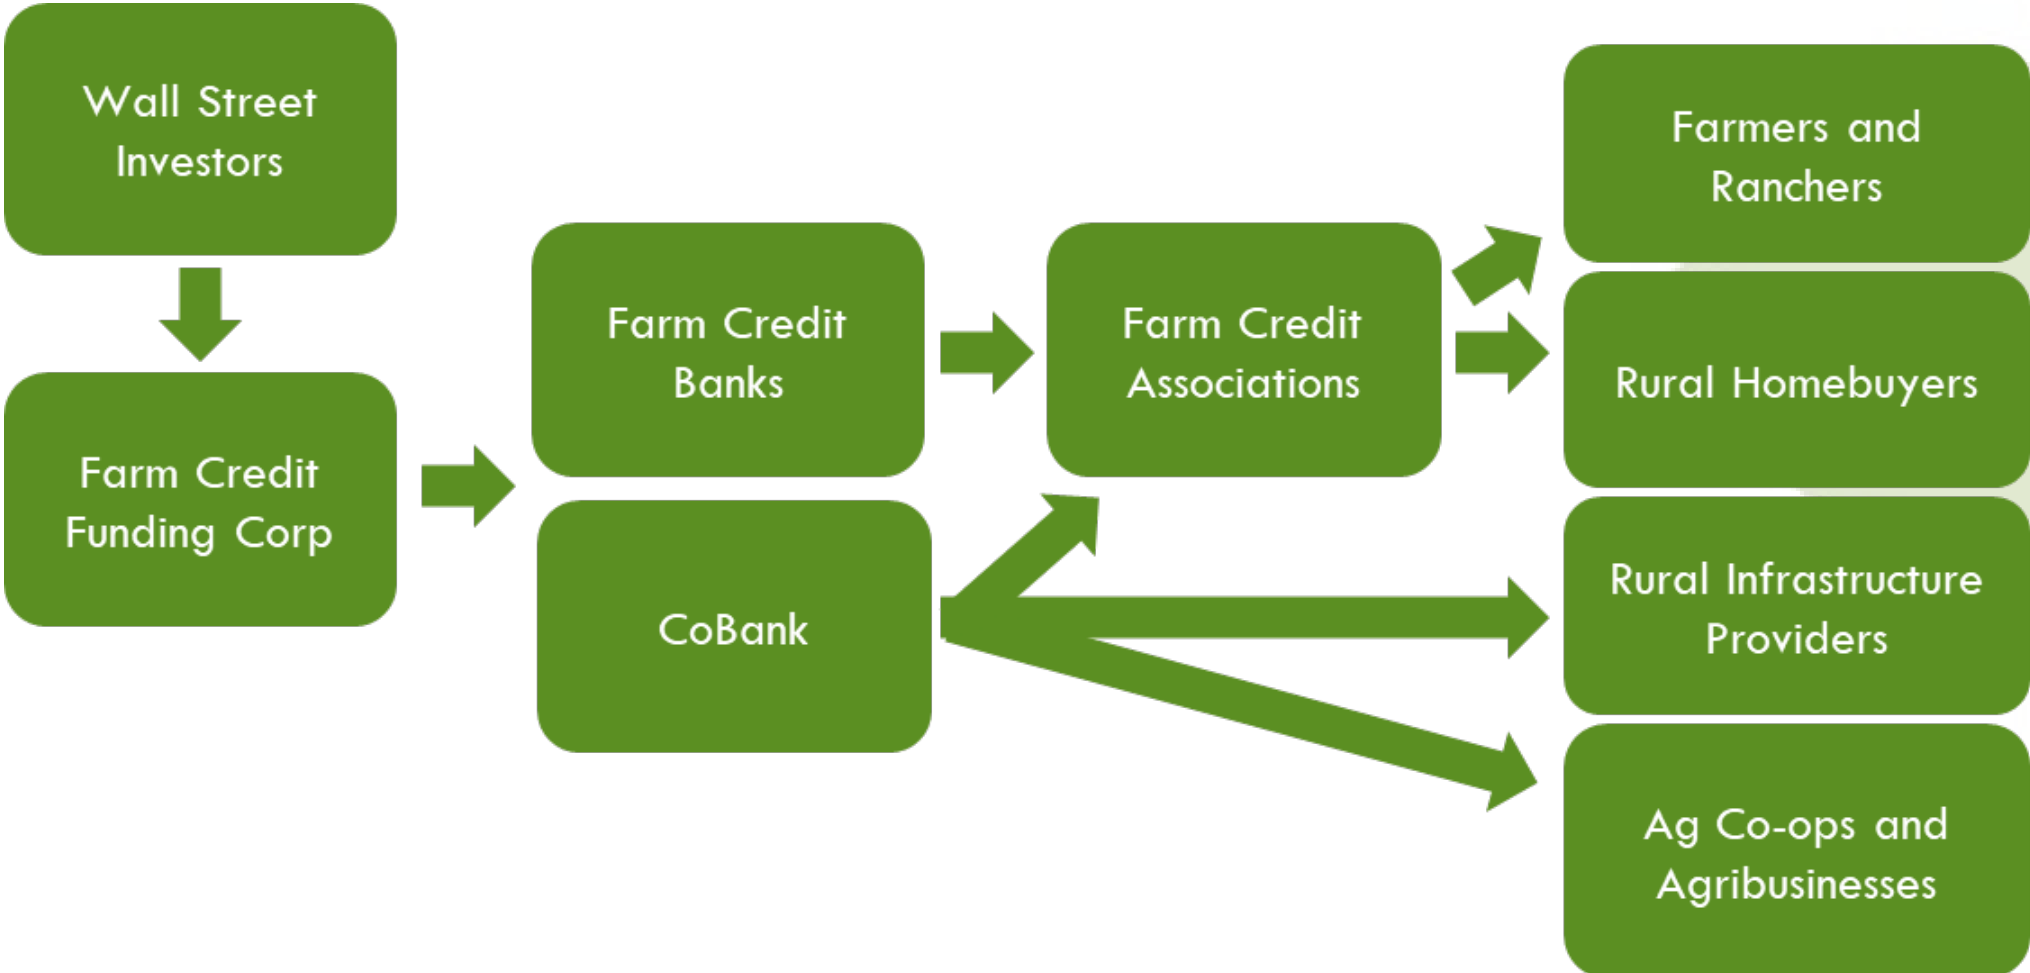 Wall Street
Investors
Farm Credit
Funding Corp
Farm Credit
Banks
CoBank
Farm Credit
Associations
Farmers and
Ranchers
Rural Homebuyers
Rural Infrastructure
Providers
Ag Co-ops and
Agribusinesses